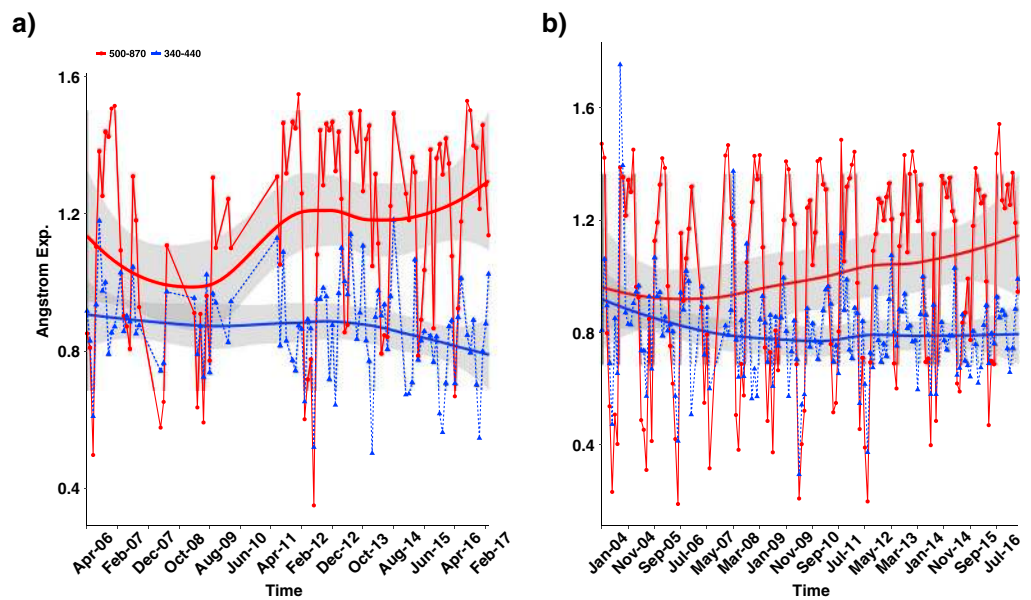 a)
b)
500-870 340-440
Angstrom Exp.
1.6
1.2
0.8
0.4
Apr-06 Feb-07 Dec-07 Oct-08 Aug-09 Jun-10 Apr-11 Feb-12 Dec-12 Oct-13 Aug-14 Jun-15 Apr-16 Feb-17
Time
1.6
1.2
0.8
0.4
Jan-04 Nov-04 Sep-05 Jul-06 May-07 Mar-08 Jan-09 Nov-09 Sep-10 Jul-11 May-12 Mar-13 Jan-14 Nov-14 Sep-15 Jul-16
Time